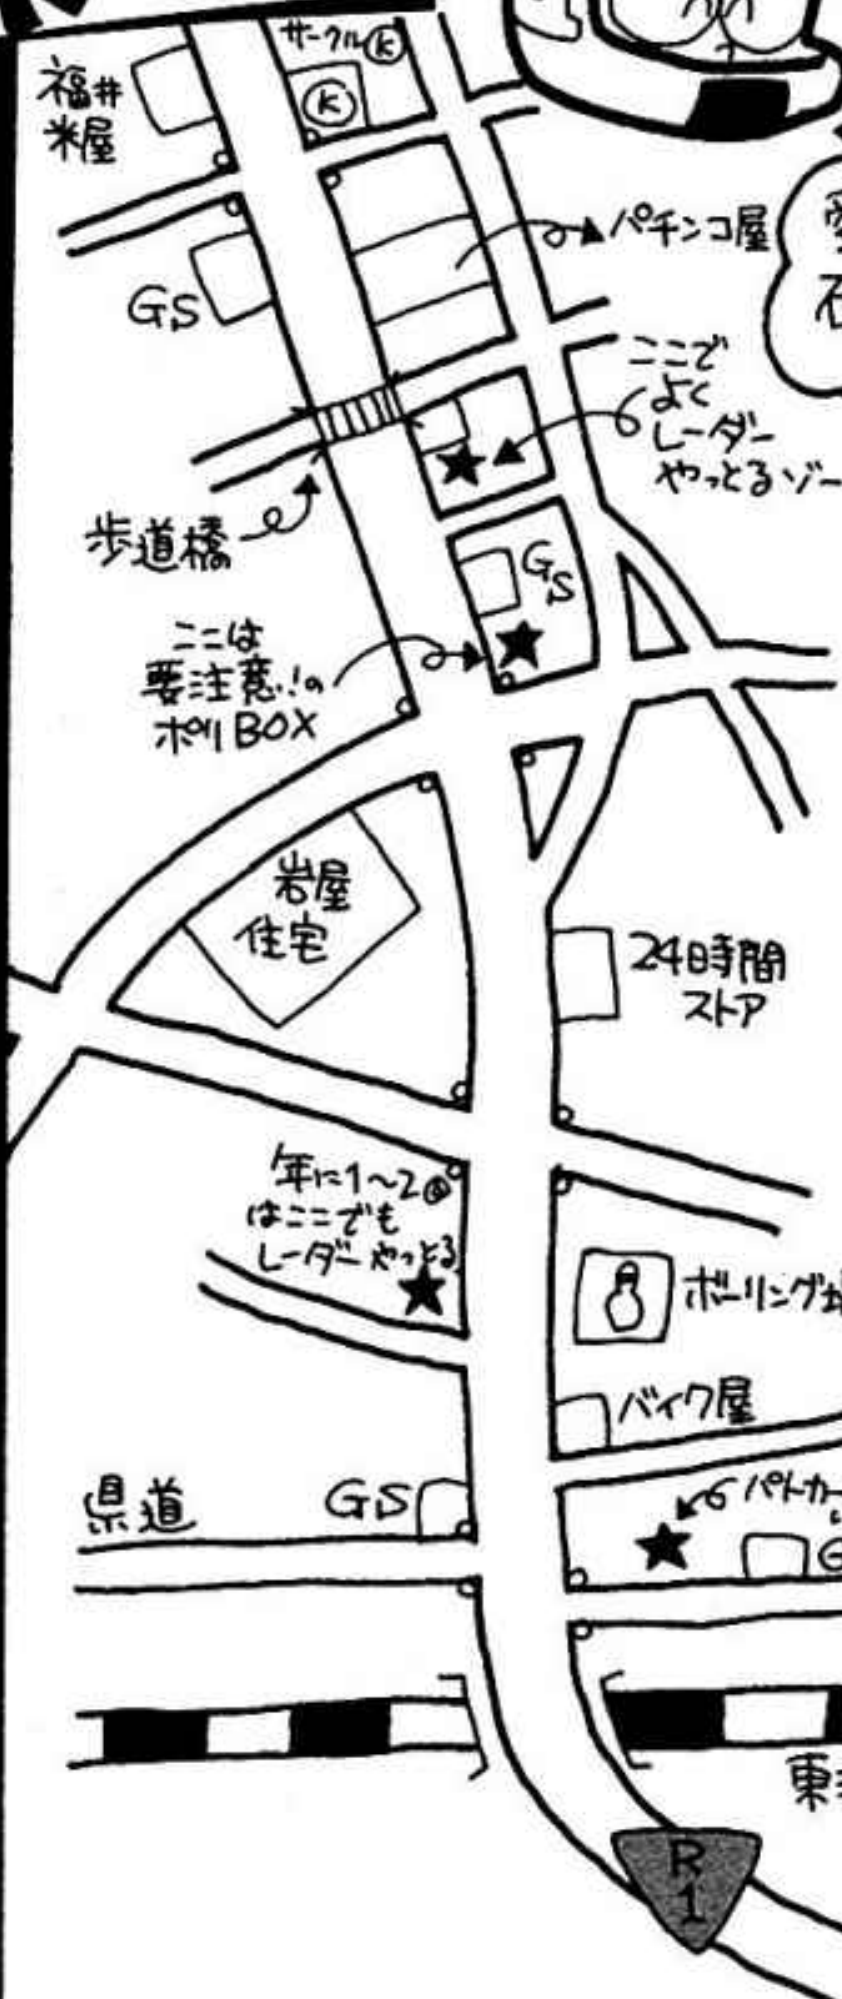 サークルⓀ
Ⓚ
福井
米屋
パチンコ屋
GS
ここで
よく
レーダー
やっとるゾー
歩道橋
GS
ここは
要注意!の
ポリBOX
岩屋
住宅
24時間
ストア
年に1〜2回
はここでも
レーダーやっとる
ボーリング場
バイク屋
パトカー
県道
GS
G
東
R
1